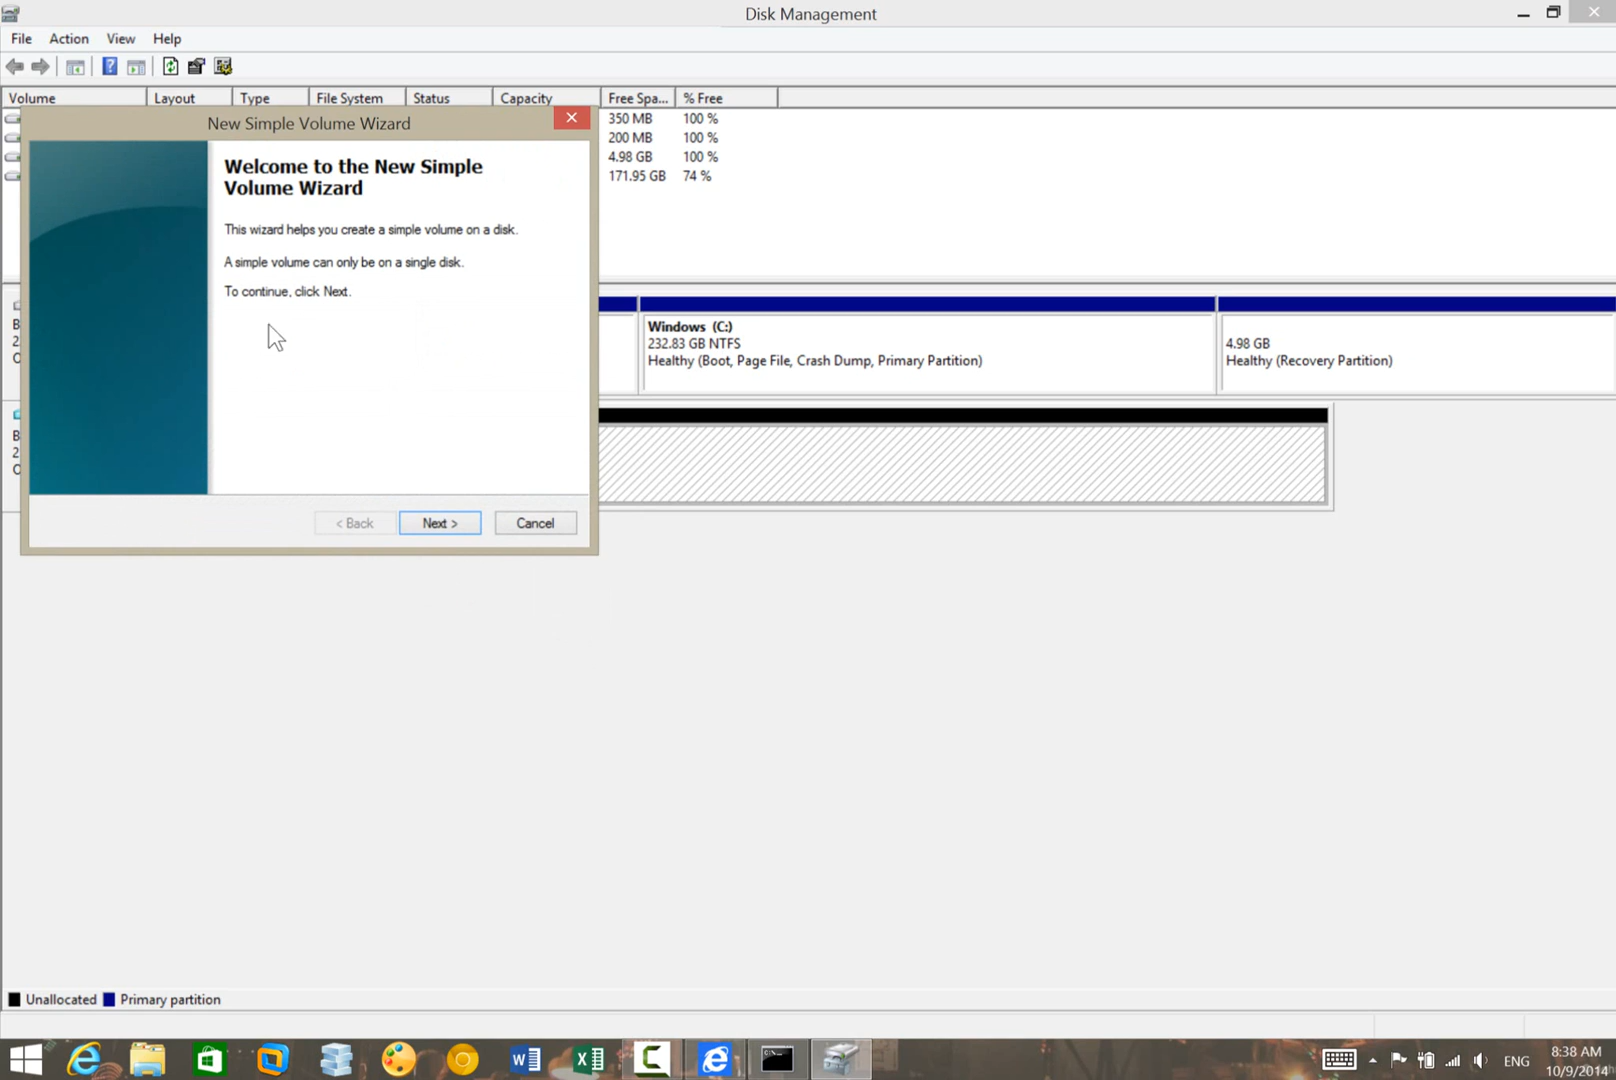 Disk Management
File Action View Help
Volume Layout Type File System Status Capacity Free Spa... % Free
350 MB 100 %
200 MB 100 %
4.98 GB 100 %
171.95 GB 74 %
New Simple Volume Wizard
Welcome to the New Simple
Volume Wizard
This wizard helps you create a simple volume on a disk.
A simple volume can only be on a single disk.
To continue, click Next.
< Back Next > Cancel
B
2
O
Windows (C:)
232.83 GB NTFS
Healthy (Boot, Page File, Crash Dump, Primary Partition)
4.98 GB
Healthy (Recovery Partition)
B
2
O
Unallocated Primary partition
ENG
8:38 AM
10/9/2014